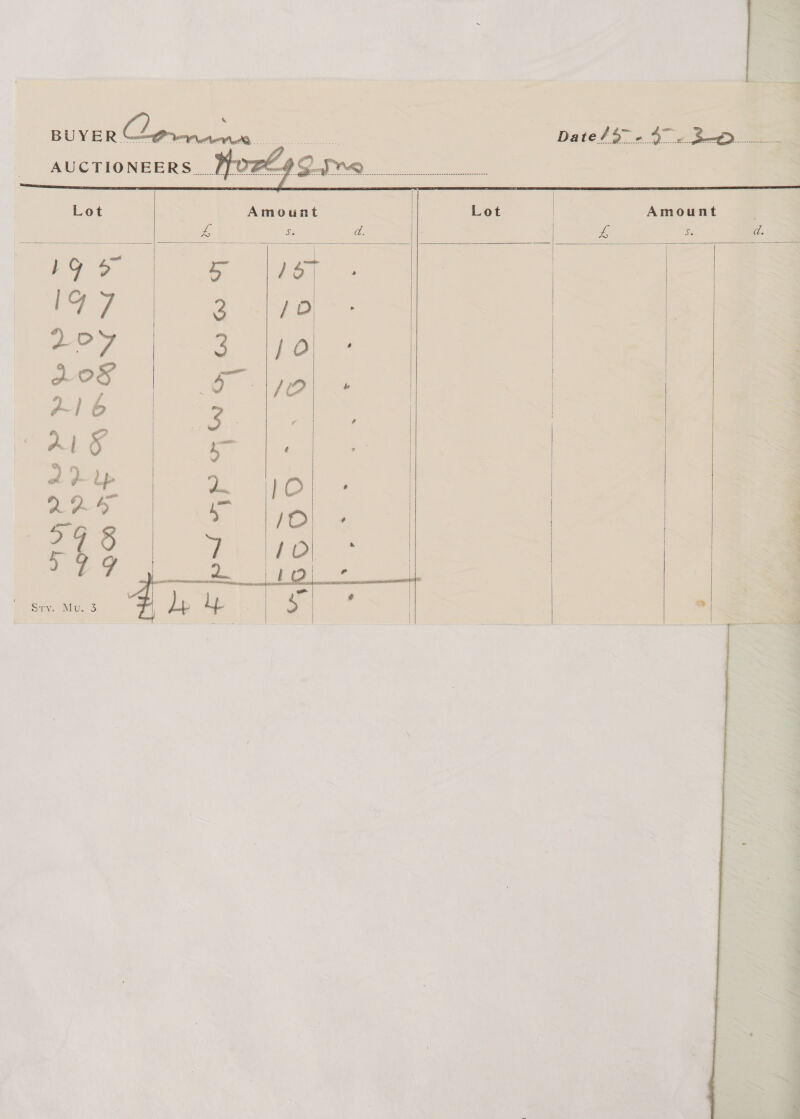 BUYER
Date 15 - 5 - 30
AUCTIONEERS Hodgsons
Lot Amount Lot Amount
£ s. d. £ s. d.
195 5 15 .
197 3 10 .
207 3 10 .
208 5 10 .
216 3 . .
218 5 . .
224 2 10 .
225 5 10 .
598 7 10 .
599 2 10 .
Srv. Mu. 3 £44 5 .